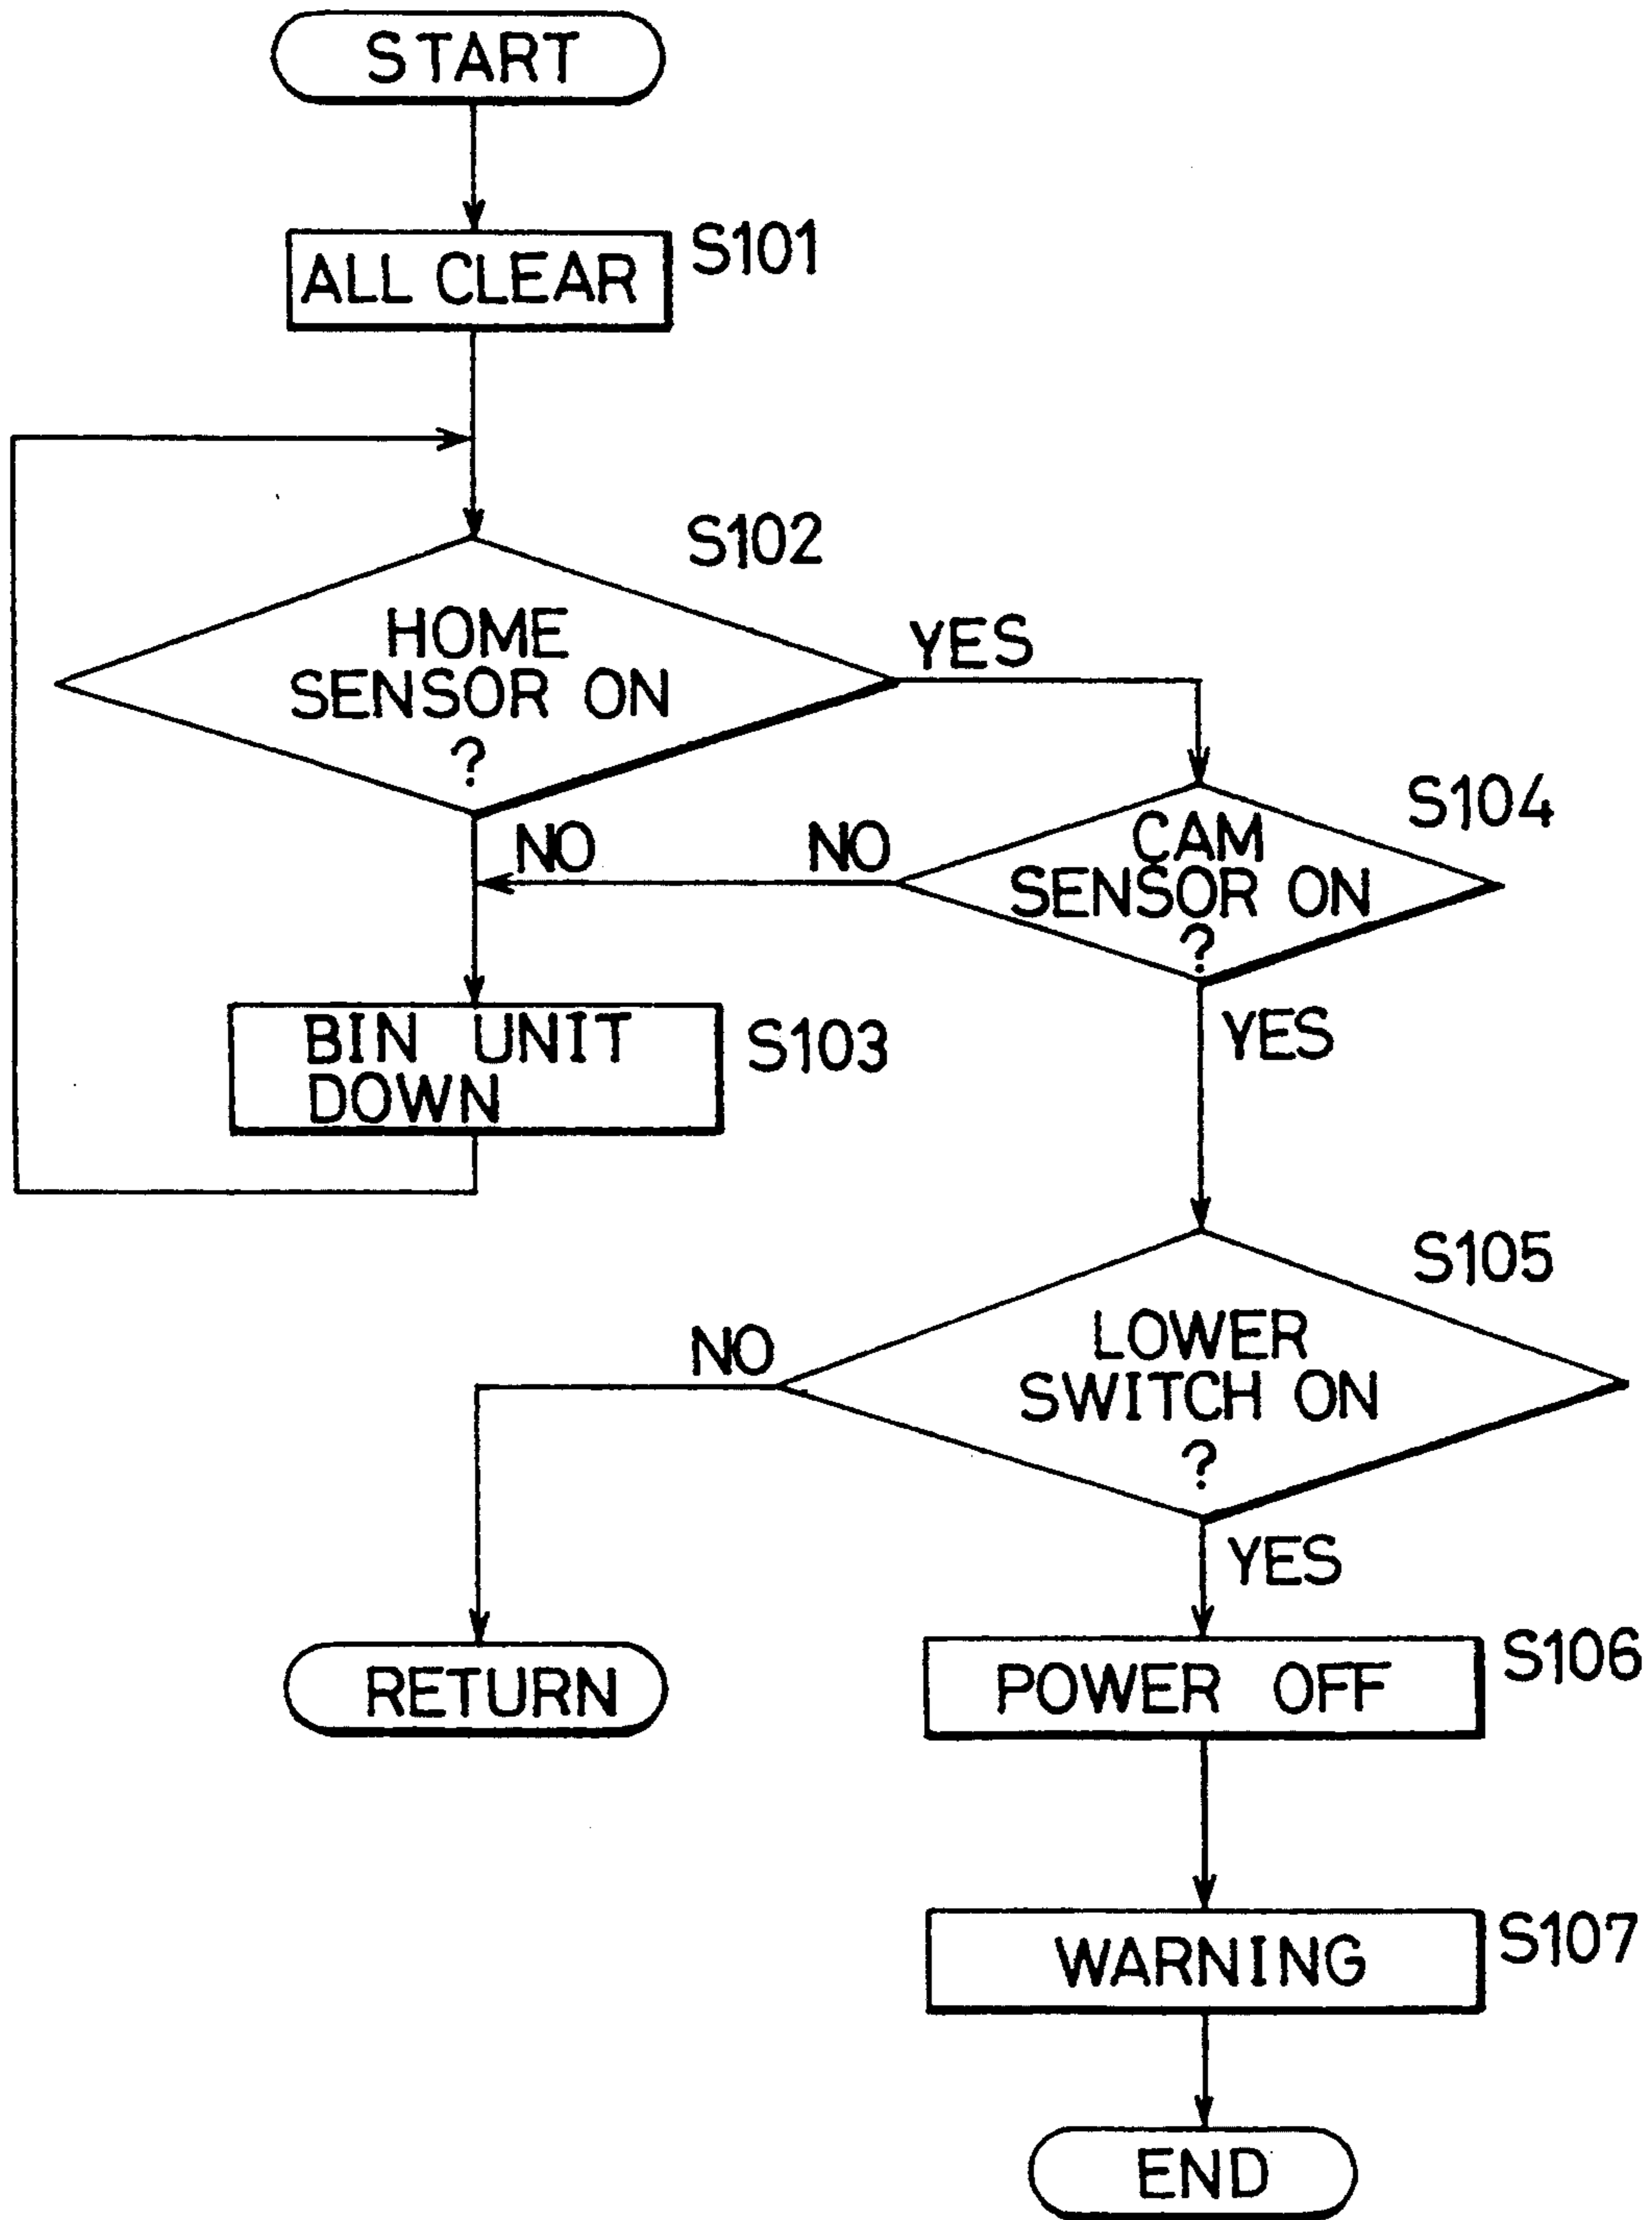 START
ALL CLEAR
S101
S102
HOME
SENSOR ON
?
YES
S104
CAM
SENSOR ON
?
NO
NO
YES
BIN UNIT
DOWN
S103
S105
LOWER
SWITCH ON
?
NO
YES
RETURN
POWER OFF
S106
WARNING
S107
END